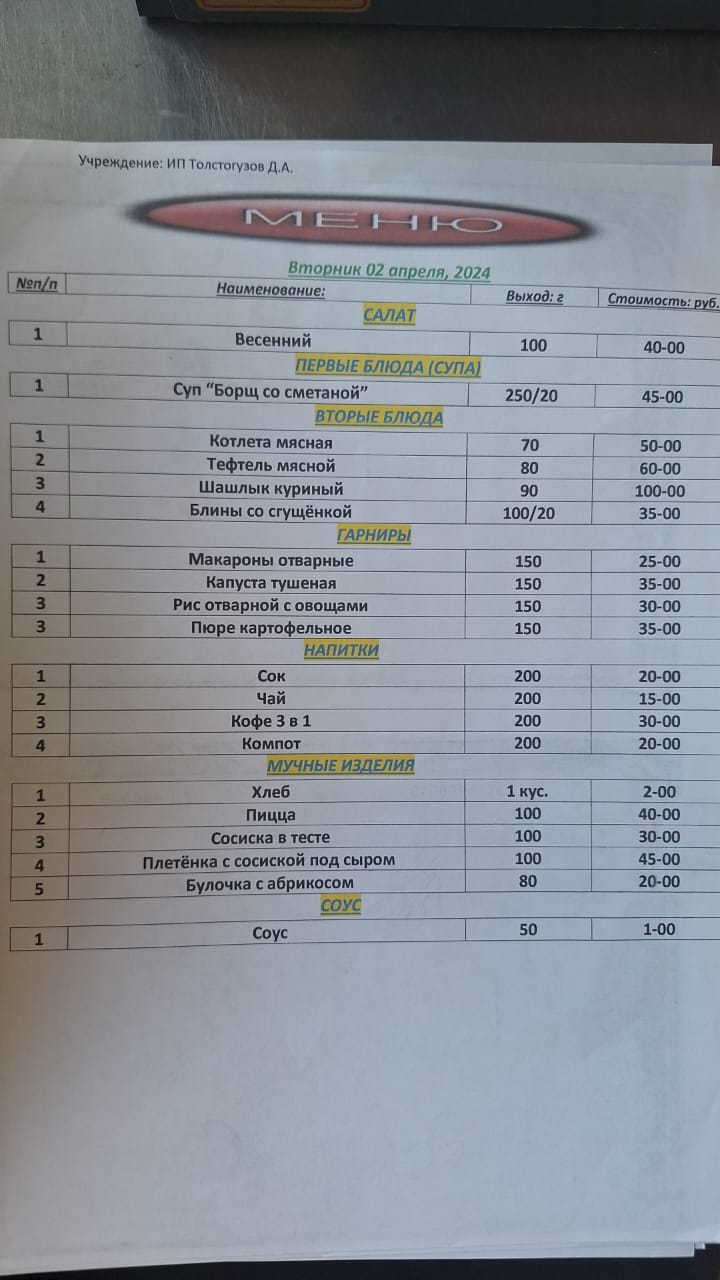 Учреждение: ИП Толстогузов Д.А.
МЕНЮ
Вторник 02 апреля, 2024
№п/п Наименование: Выход: г Стоимость: руб.
САЛАТ
1 Весенний 100 40-00
ПЕРВЫЕ БЛЮДА (СУПА)
1 Суп “Борщ со сметаной” 250/20 45-00
ВТОРЫЕ БЛЮДА
1 Котлета мясная 70 50-00
2 Тефтель мясной 80 60-00
3 Шашлык куриный 90 100-00
4 Блины со сгущёнкой 100/20 35-00
ГАРНИРЫ
1 Макароны отварные 150 25-00
2 Капуста тушеная 150 35-00
3 Рис отварной с овощами 150 30-00
3 Пюре картофельное 150 35-00
НАПИТКИ
1 Сок 200 20-00
2 Чай 200 15-00
3 Кофе 3 в 1 200 30-00
4 Компот 200 20-00
МУЧНЫЕ ИЗДЕЛИЯ
1 Хлеб 1 кус. 2-00
2 Пицца 100 40-00
3 Сосиска в тесте 100 30-00
4 Плетёнка с сосиской под сыром 100 45-00
5 Булочка с абрикосом 80 20-00
СОУС
1 Соус 50 1-00